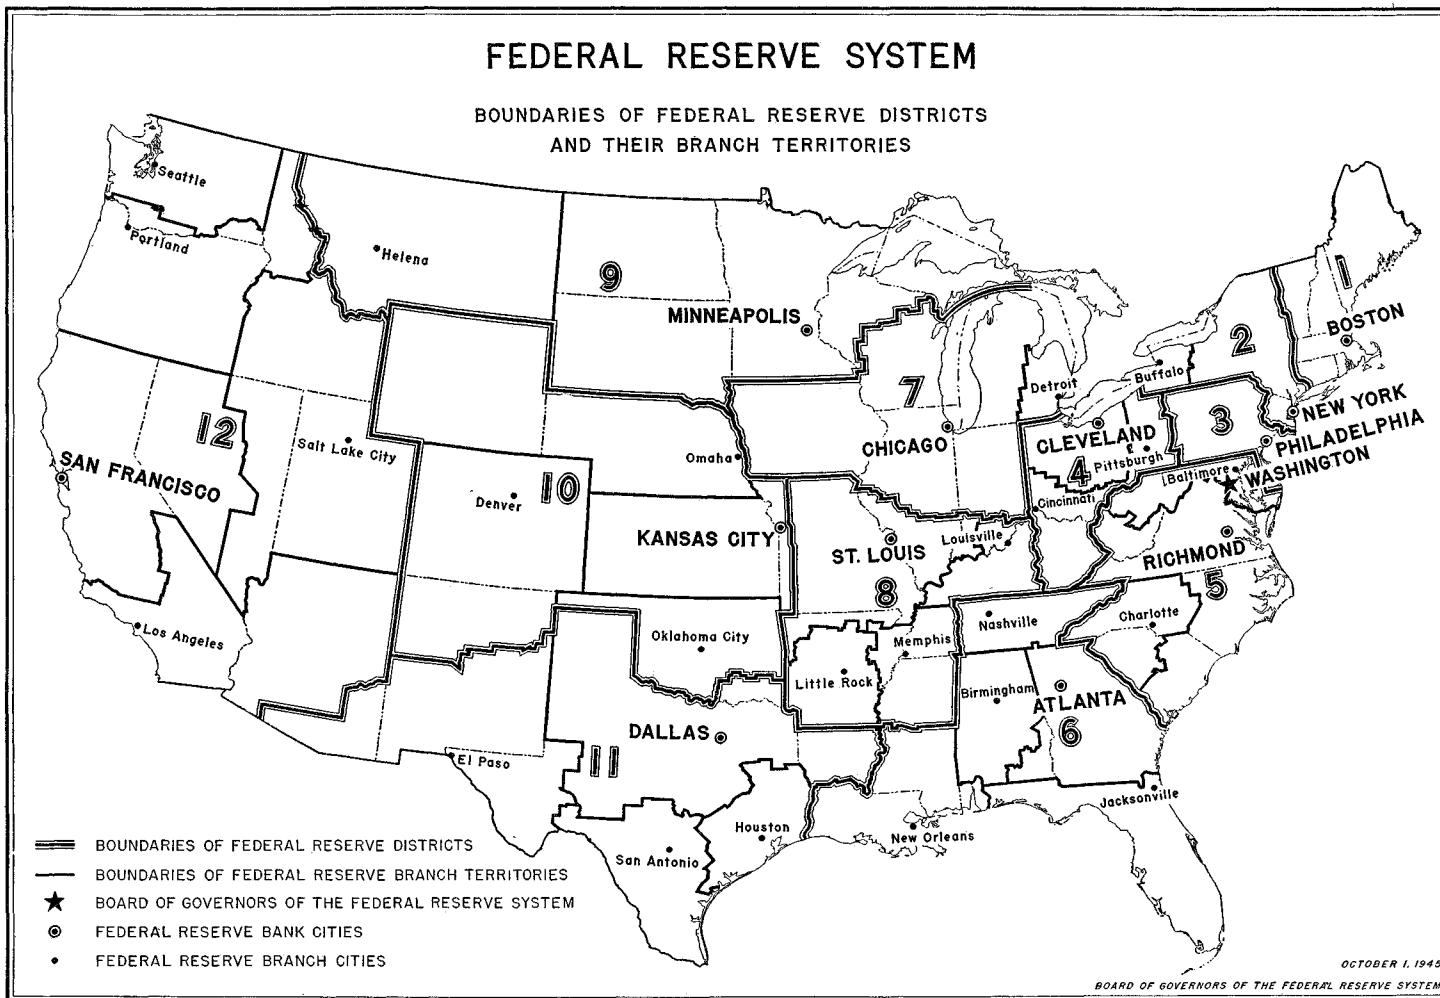 FEDERAL RESERVE SYSTEM
BOUNDARIES OF FEDERAL RESERVE DISTRICTS
AND THEIR BRANCH TERRITORIES
Seattle
Portland
Helena
9
MINNEAPOLIS
1
BOSTON
2
Buffalo
7
Detroit
NEW YORK
3
PHILADELPHIA
WASHINGTON
12
SAN FRANCISCO
Salt Lake City
Omaha
CHICAGO
CLEVELAND
4
Pittsburgh
Baltimore
Cincinnati
Denver
10
KANSAS CITY
ST. LOUIS
8
Louisville
RICHMOND
5
Charlotte
Los Angeles
Oklahoma City
Nashville
Memphis
Little Rock
Birmingham
ATLANTA
6
DALLAS
11
El Paso
Houston
San Antonio
New Orleans
Jacksonville
BOUNDARIES OF FEDERAL RESERVE DISTRICTS
BOUNDARIES OF FEDERAL RESERVE BRANCH TERRITORIES
BOARD OF GOVERNORS OF THE FEDERAL RESERVE SYSTEM
FEDERAL RESERVE BANK CITIES
FEDERAL RESERVE BRANCH CITIES
OCTOBER 1, 1945
BOARD OF GOVERNORS OF THE FEDERAL RESERVE SYSTEM